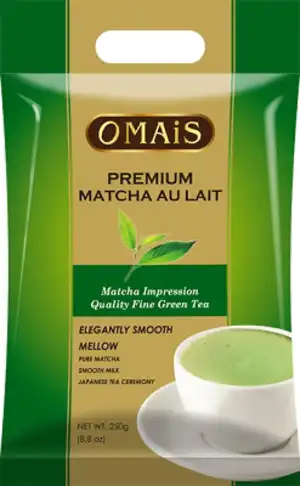 OMAiS
PREMIUM
MATCHA AU LAIT
Matcha Impression
Quality Fine Green Tea
ELEGANTLY SMOOTH
MELLOW
PURE MATCHA
SMOOTH MILK
JAPANESE TEA CEREMONY
NET WT. 250g
(8,8 oz)